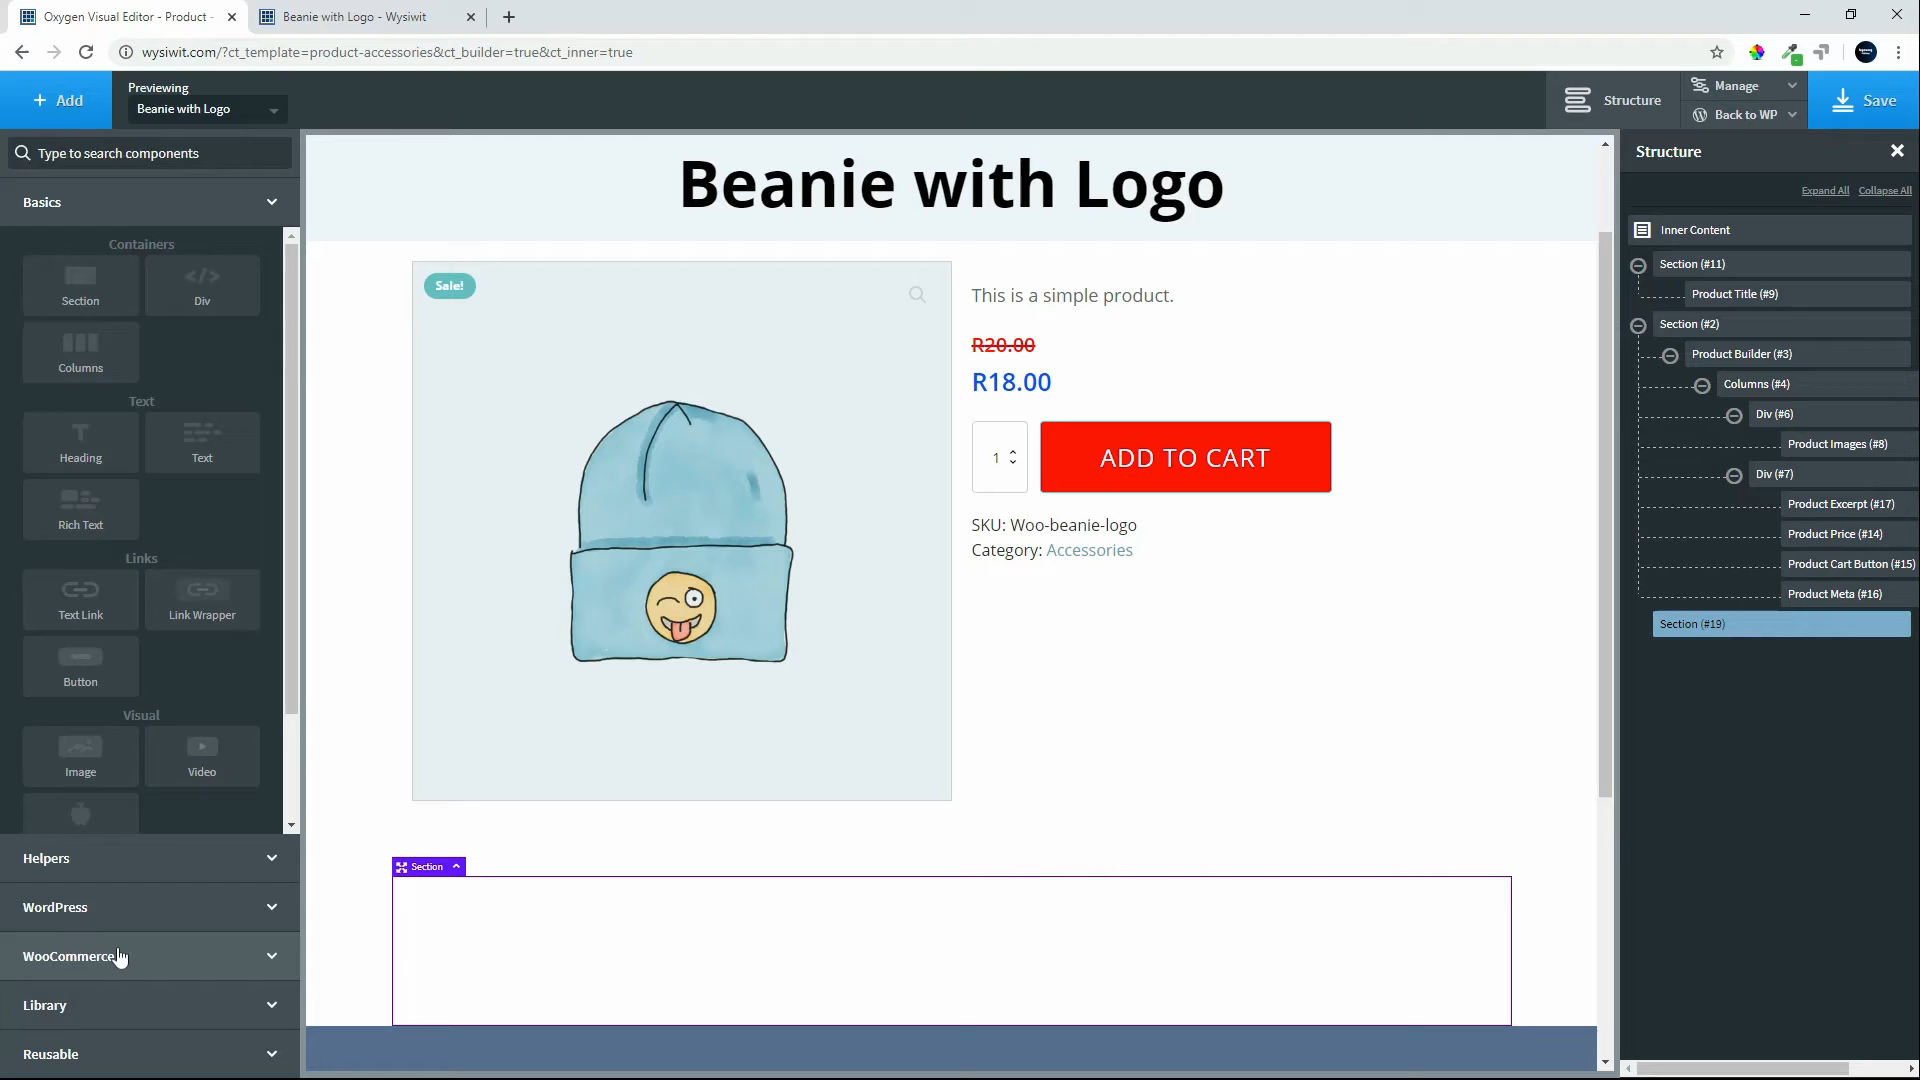 Oxygen Visual Editor - Product -
Beanie with Logo - Wysiwit
wysiwit.com/?ct_template=product-accessories&ct_builder=true&ct_inner=true
+ Add
Previewing
Beanie with Logo
Structure
Manage
Back to WP
Save
Type to search components
Basics
Containers
Section
Div
Columns
Text
Heading
Text
Rich Text
Links
Text Link
Link Wrapper
Button
Visual
Image
Video
Helpers
WordPress
WooCommerce
Library
Reusable
Beanie with Logo
Sale!
This is a simple product.
R20.00
R18.00
1
ADD TO CART
SKU: Woo-beanie-logo
Category: Accessories
Section
Structure
Expand All Collapse All
Inner Content
Section (#11)
Product Title (#9)
Section (#2)
Product Builder (#3)
Columns (#4)
Div (#6)
Product Images (#8)
Div (#7)
Product Excerpt (#17)
Product Price (#14)
Product Cart Button (#15)
Product Meta (#16)
Section (#19)